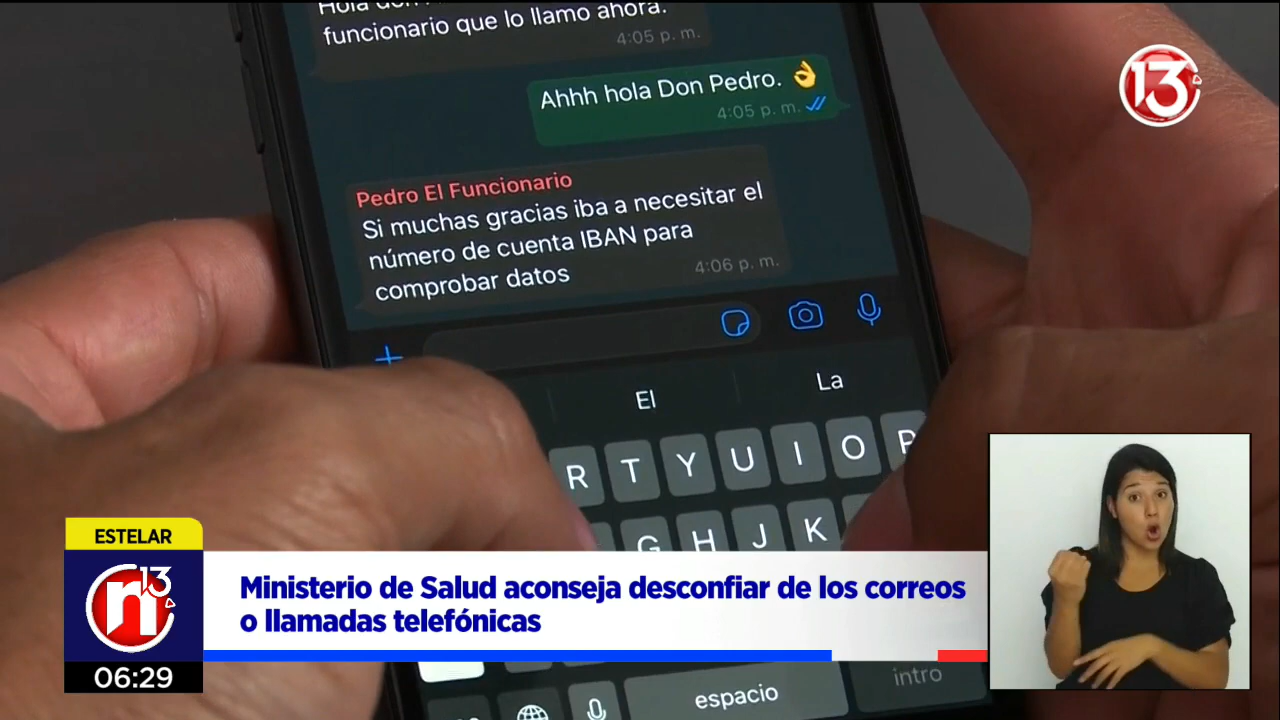 funcionario que lo llamo ahora.
4:05 p. m.
13
Ahhh hola Don Pedro. 👌
4:05 p. m.
Pedro El Funcionario
Si muchas gracias iba a necesitar el
número de cuenta IBAN para
comprobar datos
4:06 p. m.
El
La
R T Y U I O P
G H J K
ESTELAR
n13
Ministerio de Salud aconseja desconfiar de los correos
o llamadas telefónicas
06:29
espacio
intro